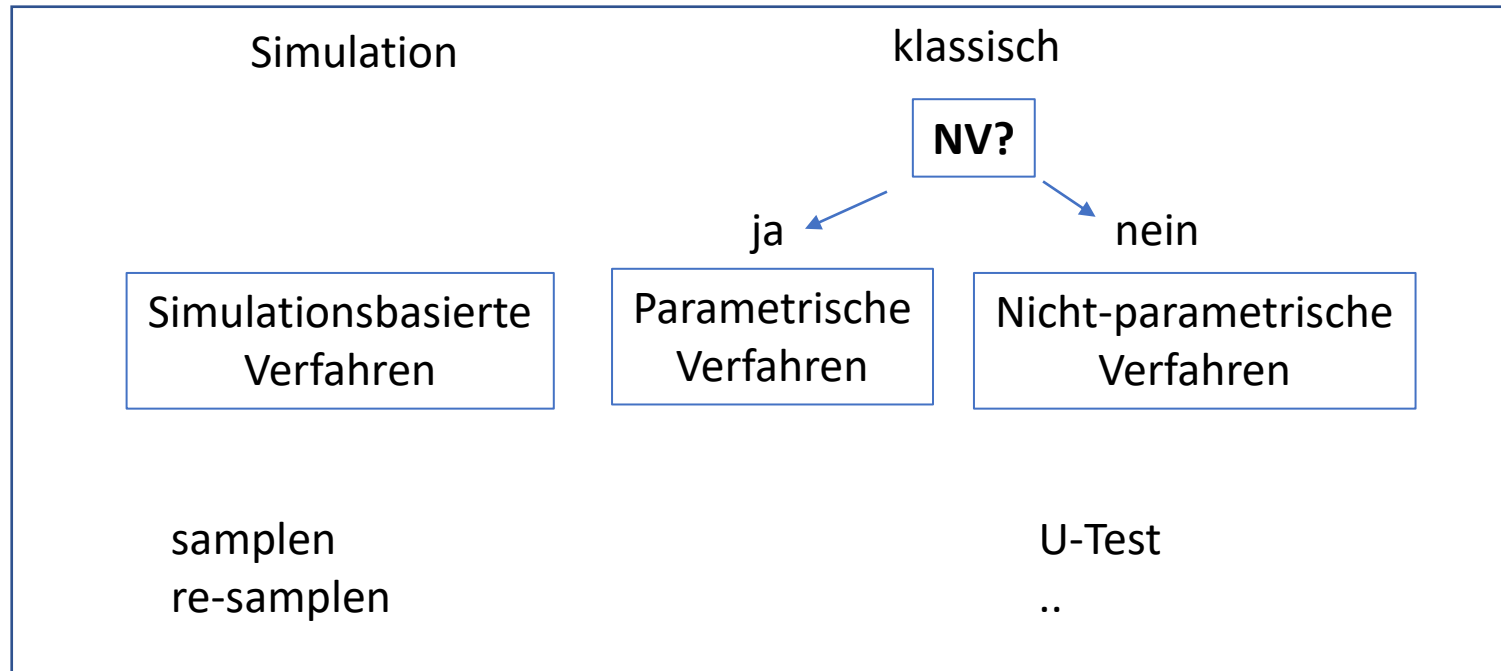 Simulation
klassisch
NV?
ja
nein
Simulationsbasierte
Verfahren
Parametrische
Verfahren
Nicht-parametrische
Verfahren
samplen
re-samplen
U-Test
..